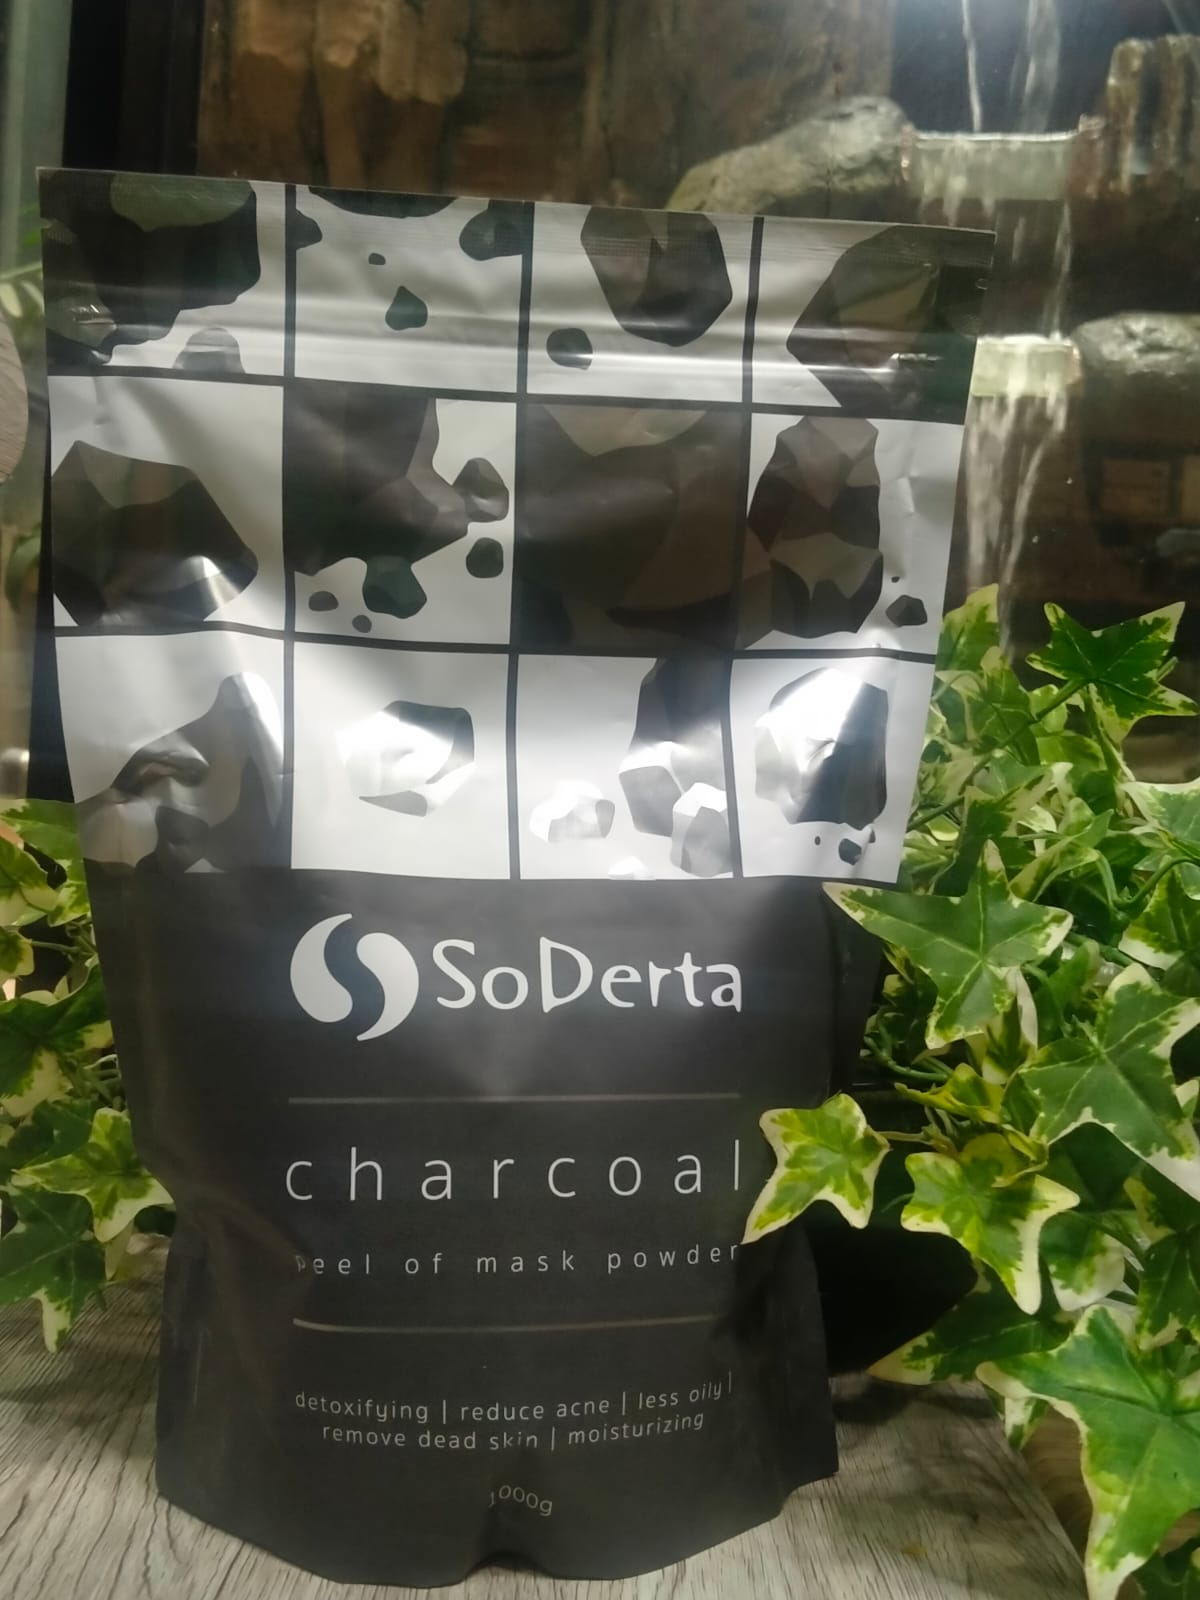 SoDerta
charcoal
peel of mask powder
detoxifying | reduce acne | less oily |
remove dead skin | moisturizing
1000g